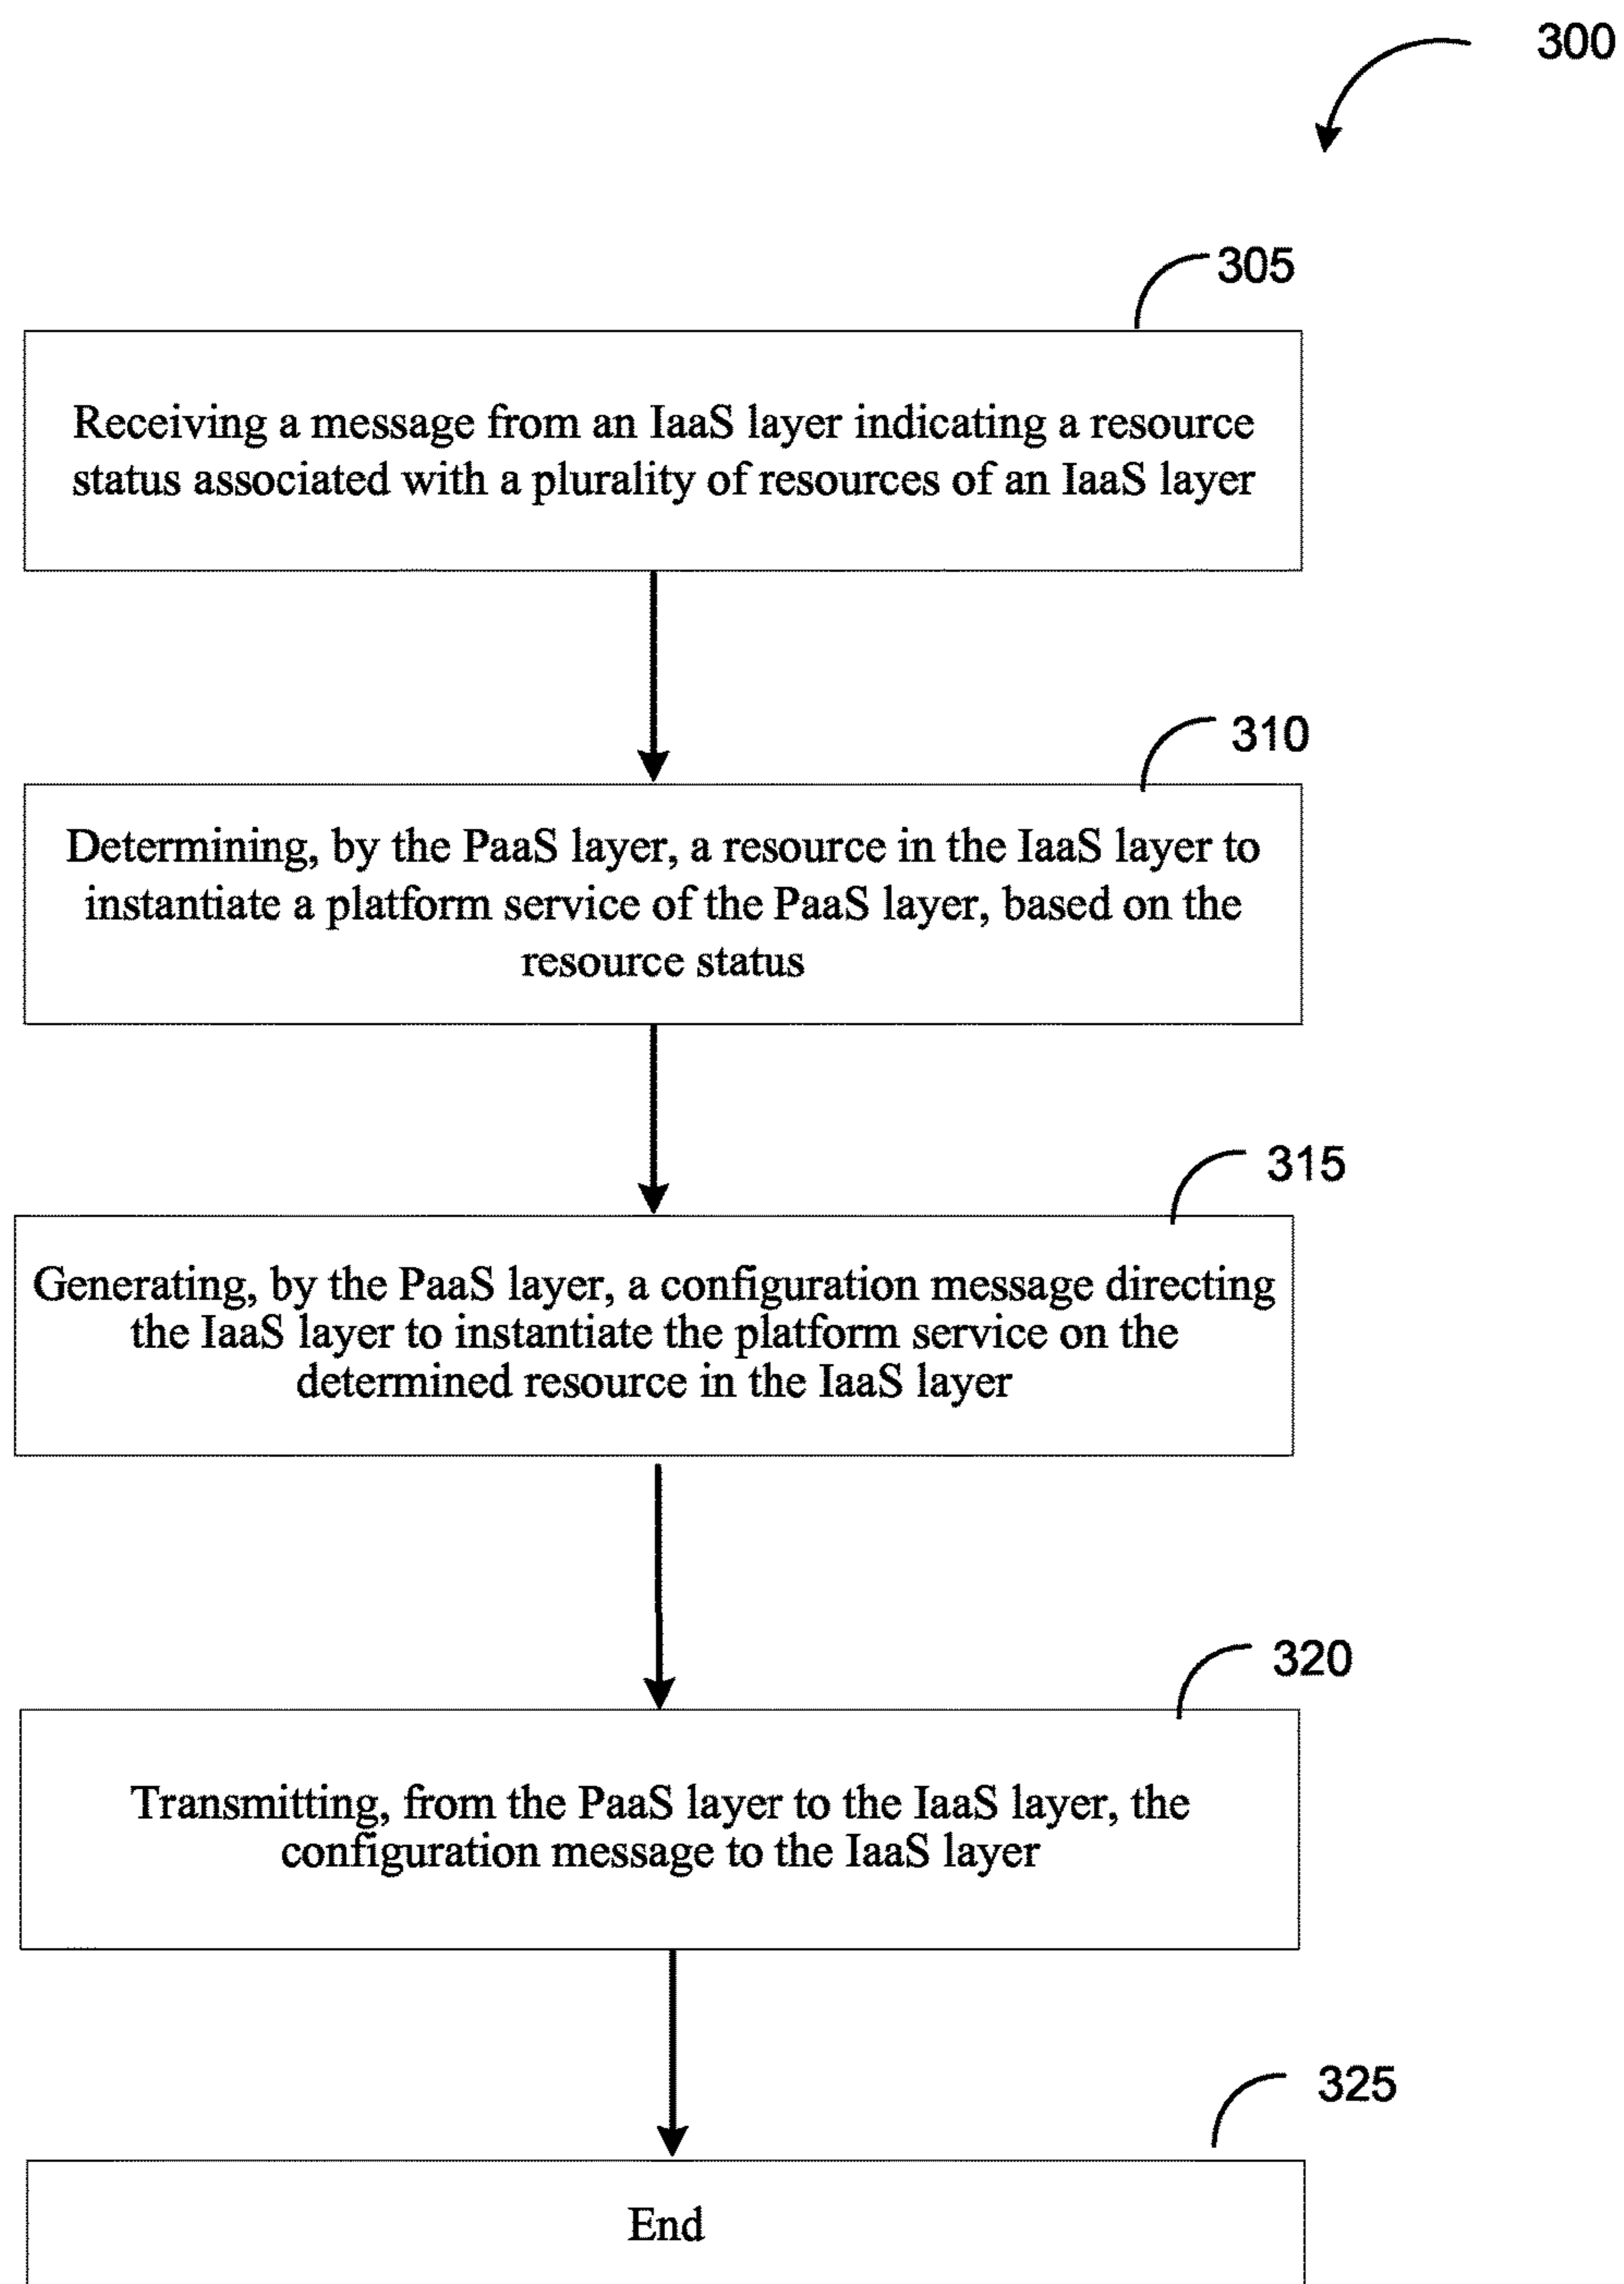 300
305
Receiving a message from an IaaS layer indicating a resource
status associated with a plurality of resources of an IaaS layer
310
Determining, by the PaaS layer, a resource in the IaaS layer to
instantiate a platform service of the PaaS layer, based on the
resource status
315
Generating, by the PaaS layer, a configuration message directing
the IaaS layer to instantiate the platform service on the
determined resource in the IaaS layer
320
Transmitting, from the PaaS layer to the IaaS layer, the
configuration message to the IaaS layer
325
End